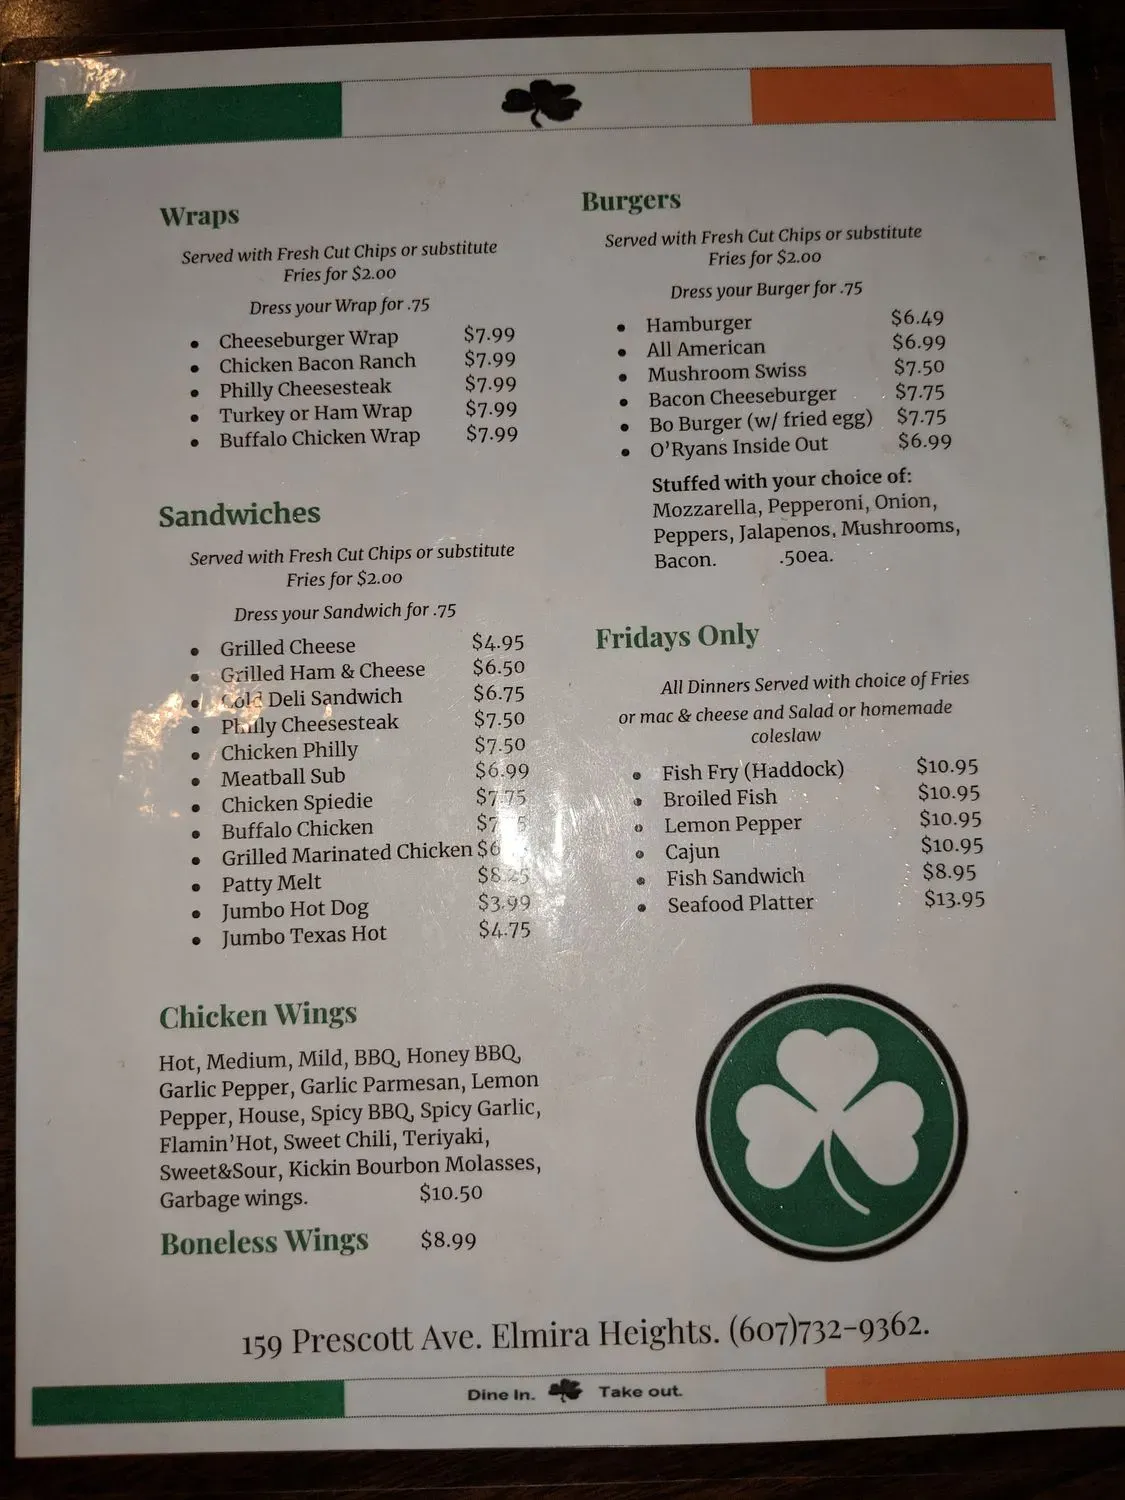 Wraps
Served with Fresh Cut Chips or substitute
Fries for $2.00
Dress your Wrap for .75
Cheeseburger Wrap $7.99
Chicken Bacon Ranch $7.99
Philly Cheesesteak $7.99
Turkey or Ham Wrap $7.99
Buffalo Chicken Wrap $7.99
Sandwiches
Served with Fresh Cut Chips or substitute
Fries for $2.00
Dress your Sandwich for .75
Grilled Cheese $4.95
Grilled Ham & Cheese $6.50
Cold Deli Sandwich $6.75
Philly Cheesesteak $7.50
Chicken Philly $7.50
Meatball Sub $6.99
Chicken Spiedie $7.75
Buffalo Chicken
Grilled Marinated Chicken
Patty Melt $8.25
Jumbo Hot Dog $3.99
Jumbo Texas Hot $4.75
Chicken Wings
Hot, Medium, Mild, BBQ, Honey BBQ,
Garlic Pepper, Garlic Parmesan, Lemon
Pepper, House, Spicy BBQ, Spicy Garlic,
Flamin'Hot, Sweet Chili, Teriyaki,
Sweet&Sour, Kickin Bourbon Molasses,
Garbage wings. $10.50
Boneless Wings $8.99
Burgers
Served with Fresh Cut Chips or substitute
Fries for $2.00
Dress your Burger for .75
Hamburger $6.49
All American $6.99
Mushroom Swiss $7.50
Bacon Cheeseburger $7.75
Bo Burger (w/ fried egg) $7.75
O'Ryans Inside Out $6.99
Stuffed with your choice of:
Mozzarella, Pepperoni, Onion,
Peppers, Jalapenos, Mushrooms,
Bacon. .50ea.
Fridays Only
All Dinners Served with choice of Fries
or mac & cheese and Salad or homemade
coleslaw
Fish Fry (Haddock) $10.95
Broiled Fish $10.95
Lemon Pepper $10.95
Cajun $10.95
Fish Sandwich $8.95
Seafood Platter $13.95
159 Prescott Ave. Elmira Heights. (607)732-9362.
Dine In. Take out.